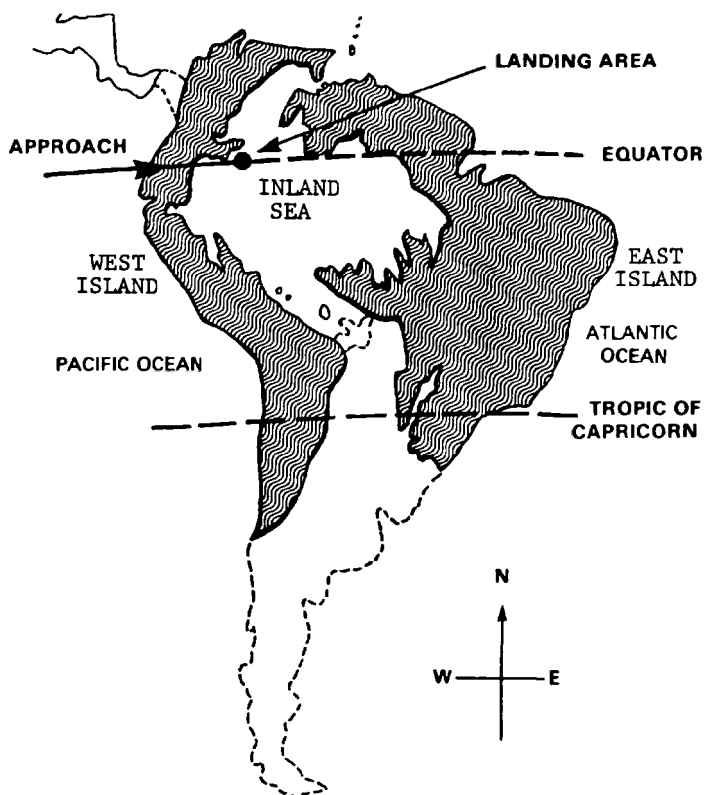 LANDING AREA
APPROACH
EQUATOR
INLAND
SEA
WEST
ISLAND
EAST
ISLAND
ATLANTIC
OCEAN
PACIFIC OCEAN
TROPIC OF
CAPRICORN
N
W
E